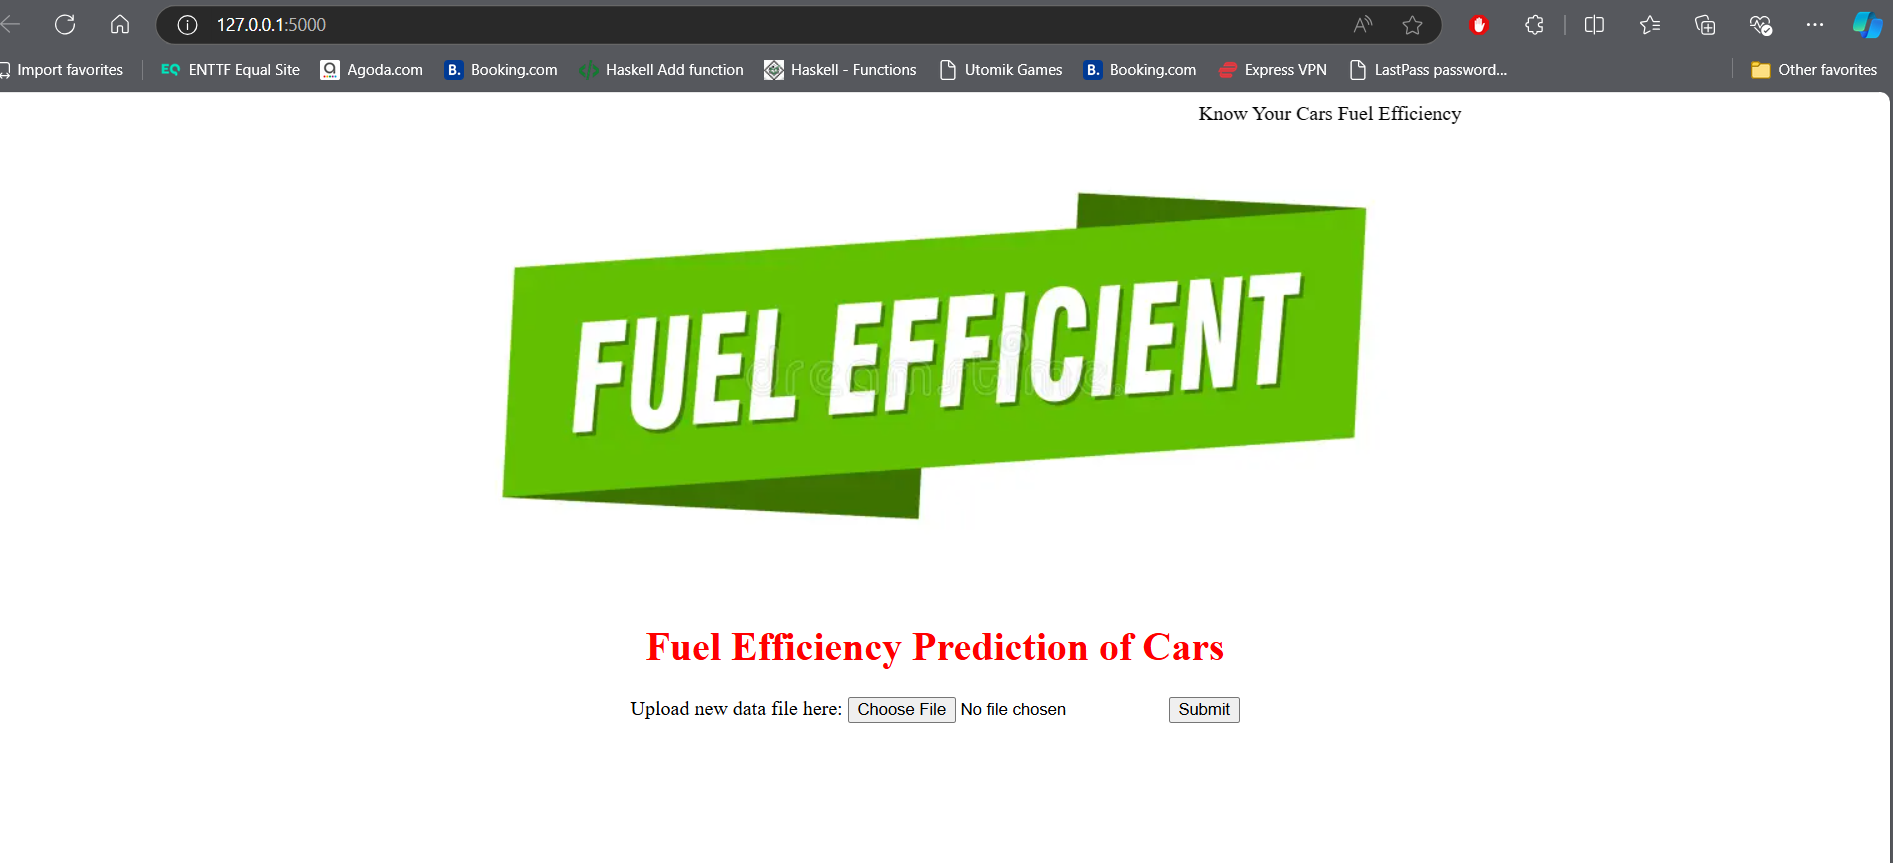 127.0.0.1:5000
Import favorites EQ ENTTF Equal Site Agoda.com B. Booking.com Haskell Add function Haskell - Functions Utomik Games B. Booking.com Express VPN LastPass password... Other favorites
Know Your Cars Fuel Efficiency
FUEL EFFICIENT
dreamstime
Fuel Efficiency Prediction of Cars
Upload new data file here: Choose File No file chosen Submit